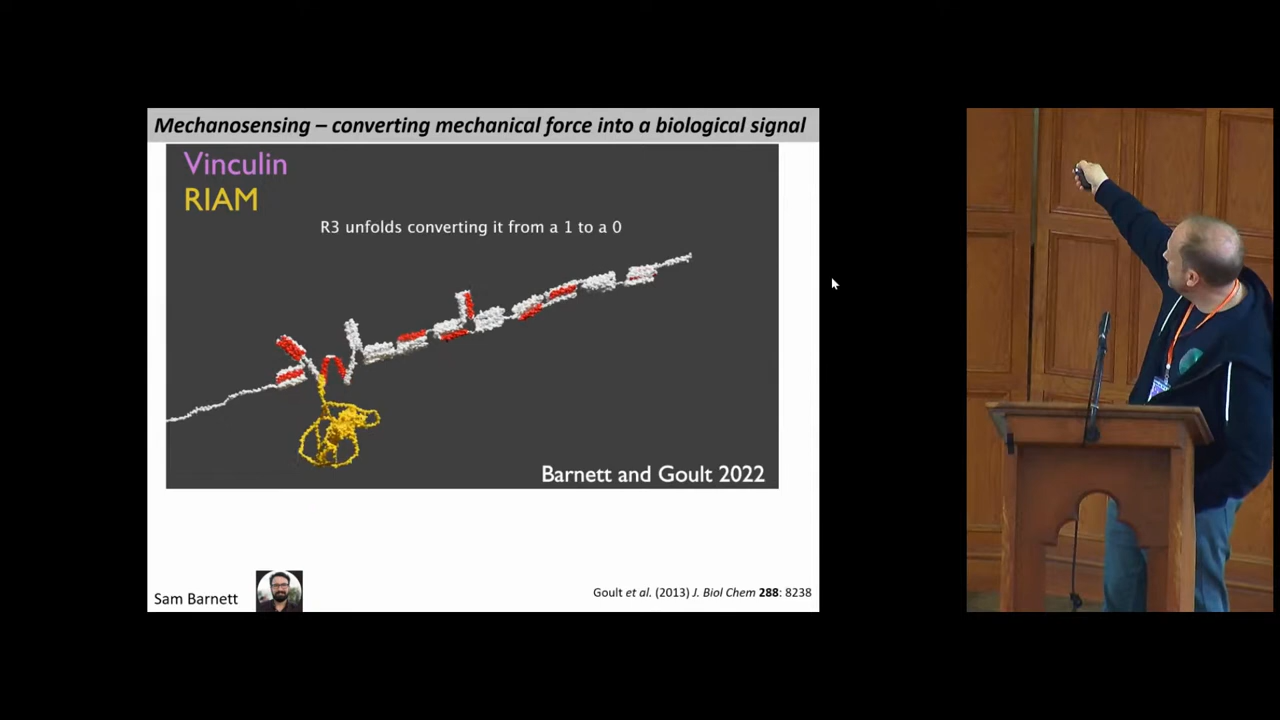 Mechanosensing – converting mechanical force into a biological signal
Vinculin
RIAM
R3 unfolds converting it from a 1 to a 0
Barnett and Goult 2022
Sam Barnett
Goult et al. (2013) J. Biol Chem 288: 8238